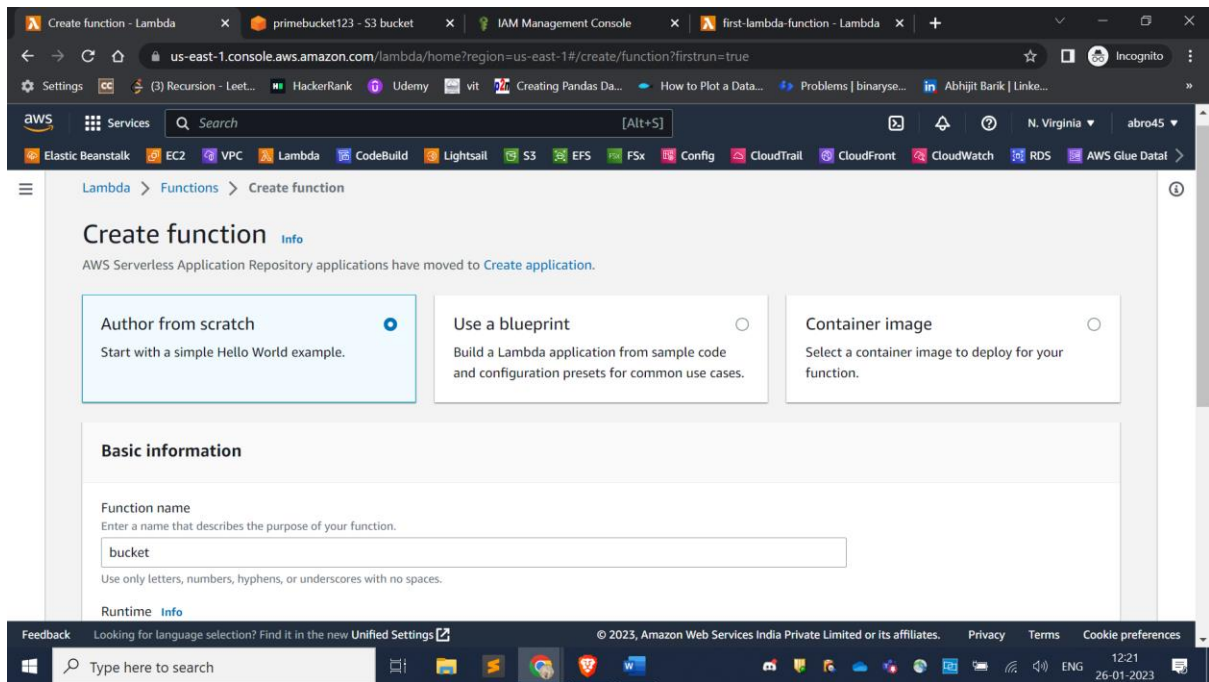 Create function - Lambda
primebucket123 - S3 bucket
IAM Management Console
first-lambda-function - Lambda
us-east-1.console.aws.amazon.com/lambda/home?region=us-east-1#/create/function?firstrun=true
Incognito
Settings
CC
(3) Recursion - Leet...
HackerRank
Udemy
vit
Creating Pandas Da...
How to Plot a Data...
Problems | binaryse...
Abhijit Barik | Linke...
»
aws
Services
Search
[Alt+S]
N. Virginia
abro45
Elastic Beanstalk
EC2
VPC
Lambda
CodeBuild
Lightsail
S3
EFS
FSx
Config
CloudTrail
CloudFront
CloudWatch
RDS
AWS Glue DataB
Lambda > Functions > Create function
Create function Info
AWS Serverless Application Repository applications have moved to Create application.
Author from scratch
Start with a simple Hello World example.
Use a blueprint
Build a Lambda application from sample code
and configuration presets for common use cases.
Container image
Select a container image to deploy for your
function.
Basic information
Function name
Enter a name that describes the purpose of your function.
bucket
Use only letters, numbers, hyphens, or underscores with no spaces.
Runtime Info
Feedback
Looking for language selection? Find it in the new Unified Settings
© 2023, Amazon Web Services India Private Limited or its affiliates.
Privacy
Terms
Cookie preferences
Type here to search
ENG
12:21
26-01-2023